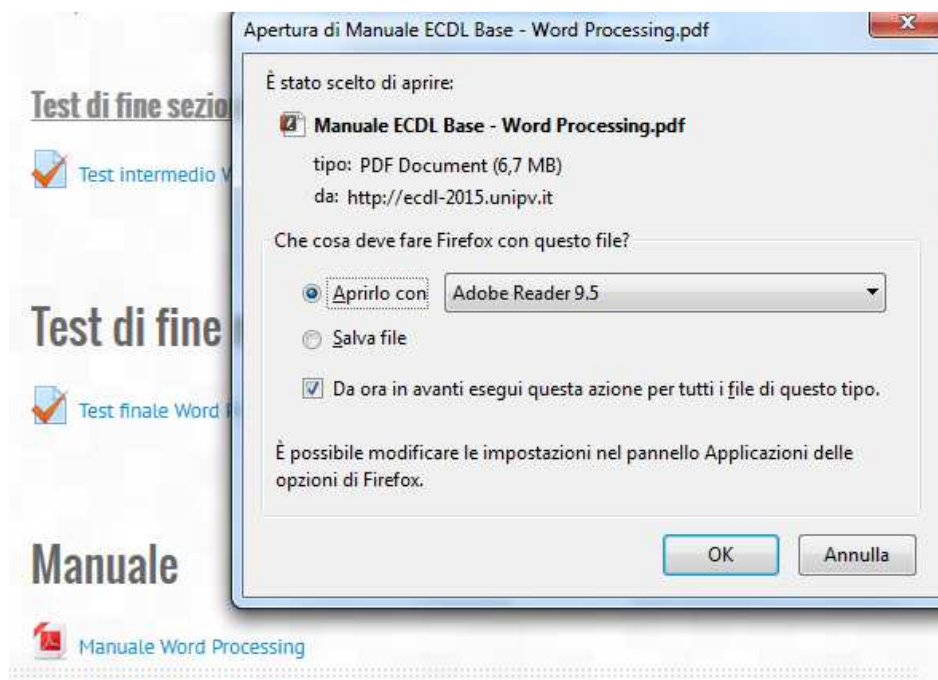 Apertura di Manuale ECDL Base - Word Processing.pdf
È stato scelto di aprire:
Manuale ECDL Base - Word Processing.pdf
tipo: PDF Document (6,7 MB)
da: http://ecdl-2015.unipv.it
Che cosa deve fare Firefox con questo file?
Aprirlo con Adobe Reader 9.5
Salva file
Da ora in avanti esegui questa azione per tutti i file di questo tipo.
È possibile modificare le impostazioni nel pannello Applicazioni delle
opzioni di Firefox.
OK Annulla
Test di fine sezio
Test intermedio
Test di fine
Test finale Word
Manuale
Manuale Word Processing